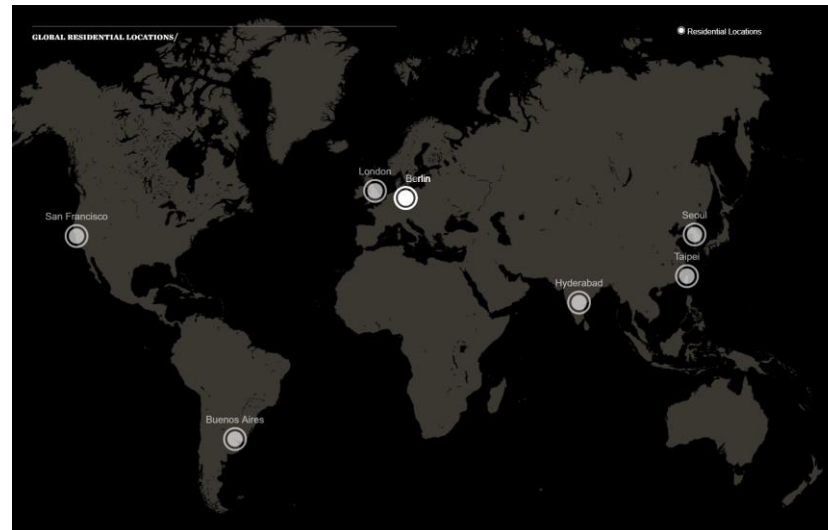 GLOBAL RESIDENTIAL LOCATIONS/
Residential Locations
London
Berlin
San Francisco
Seoul
Taipei
Hyderabad
Buenos Aires